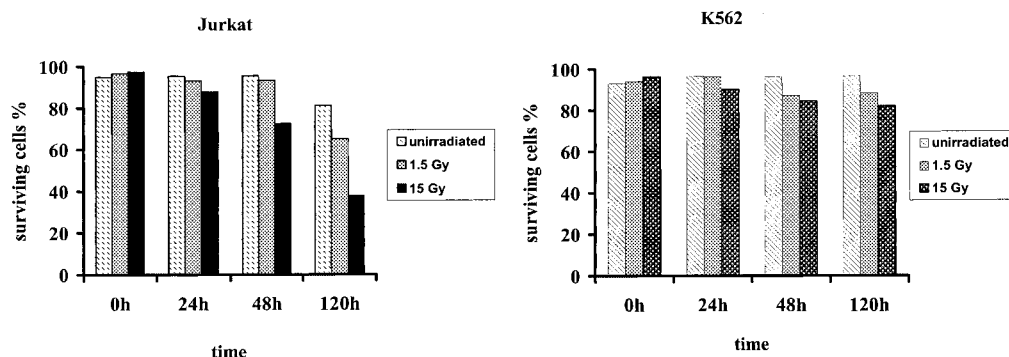 Jurkat
surviving cells %
100
80
60
40
20
0
0h 24h 48h 120h
time
unirradiated
1.5 Gy
15 Gy
K562
surviving cells %
100
80
60
40
20
0
0h 24h 48h 120h
time
unirradiated
1.5 Gy
15 Gy